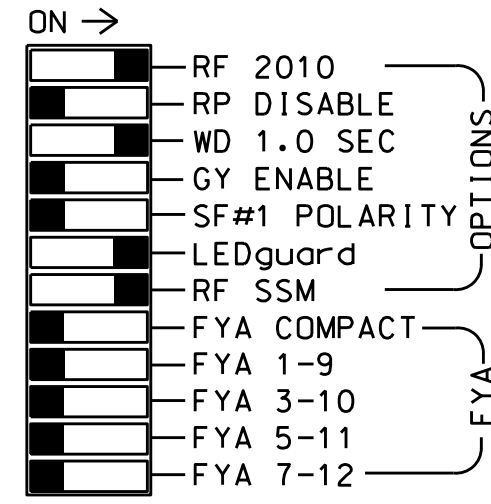 ON →
RF 2010
RP DISABLE
WD 1.0 SEC
GY ENABLE
SF#1 POLARITY
LEDguard
RF SSM
OPTIONS
FYA COMPACT
FYA 1-9
FYA 3-10
FYA 5-11
FYA 7-12
FYA